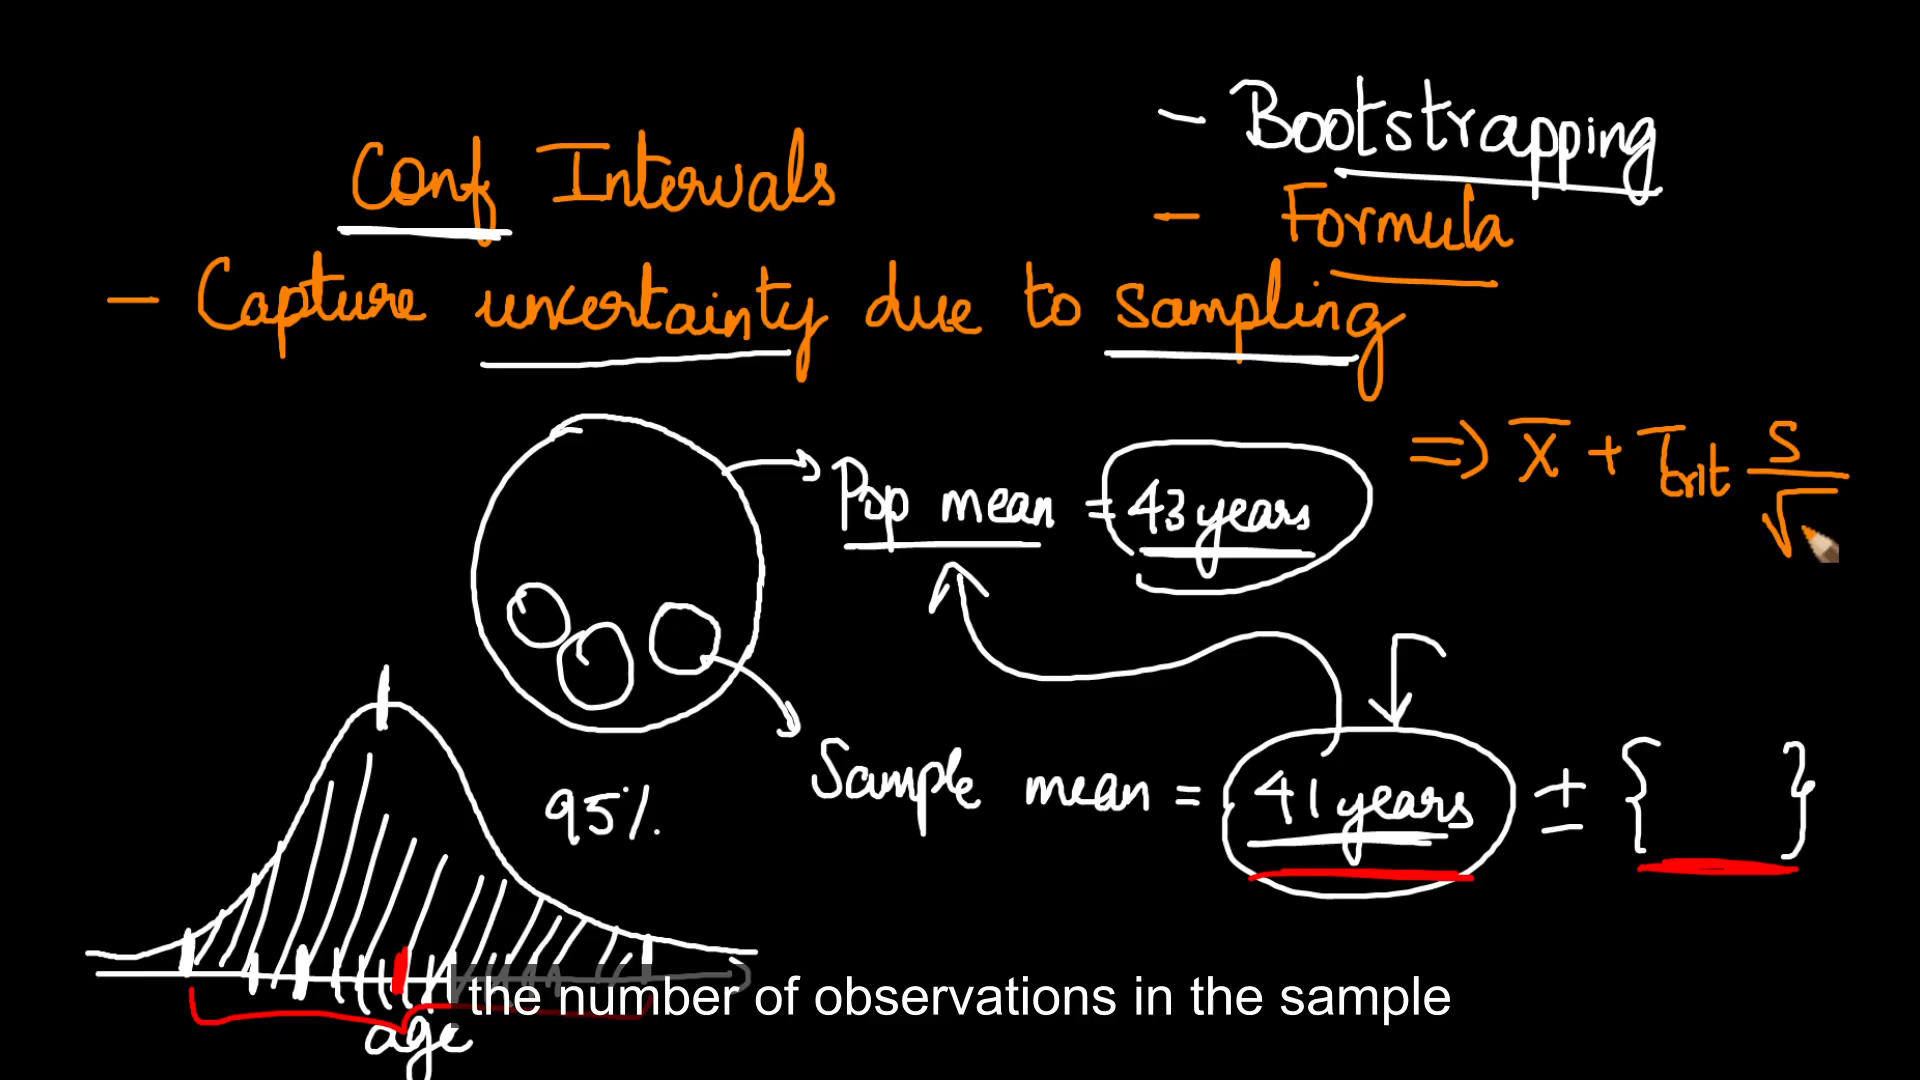 - Bootstrapping
Conf Intervals
- Formula
- Capture uncertainty due to sampling
⇒ X̅ + Tcrit S/√
Pop mean = 43 years
Sample mean = 41 years ± { }
95%.
the number of observations in the sample
age